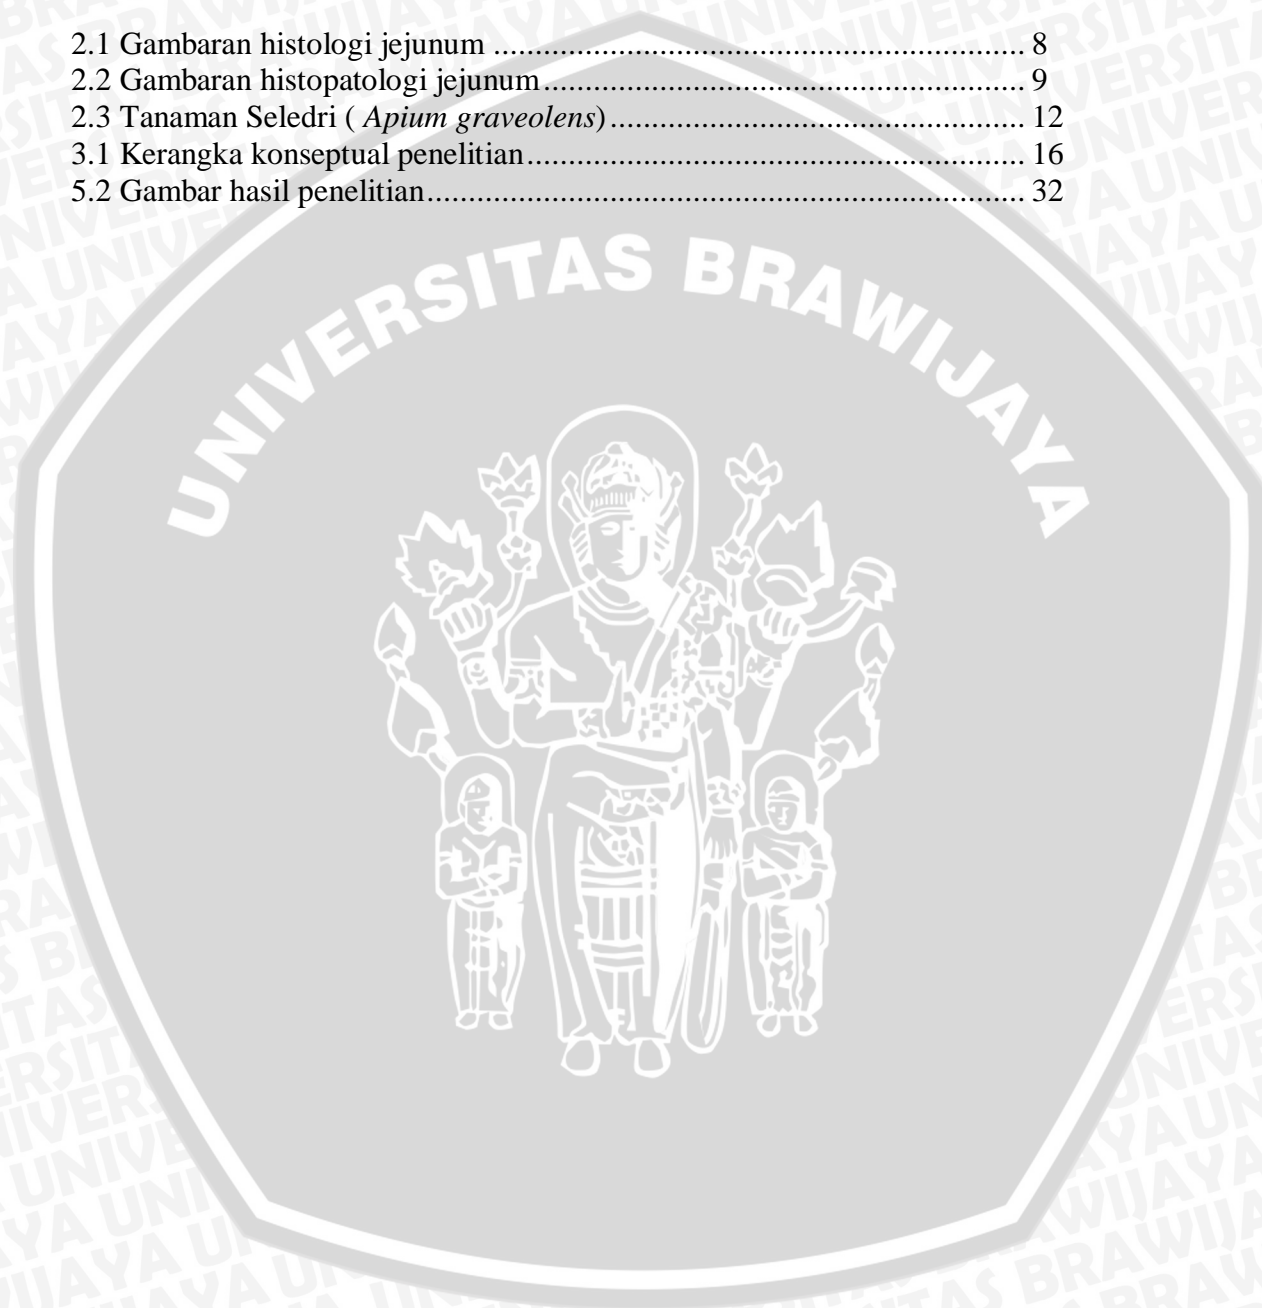 2.1 Gambaran histologi jejunum ................................................................ 8
2.2 Gambaran histopatologi jejunum.......................................................... 9
2.3 Tanaman Seledri ( Apium graveolens).................................................. 12
3.1 Kerangka konseptual penelitian............................................................ 16
5.2 Gambar hasil penelitian........................................................................ 32
UNIVERSITAS BRAWIJAYA